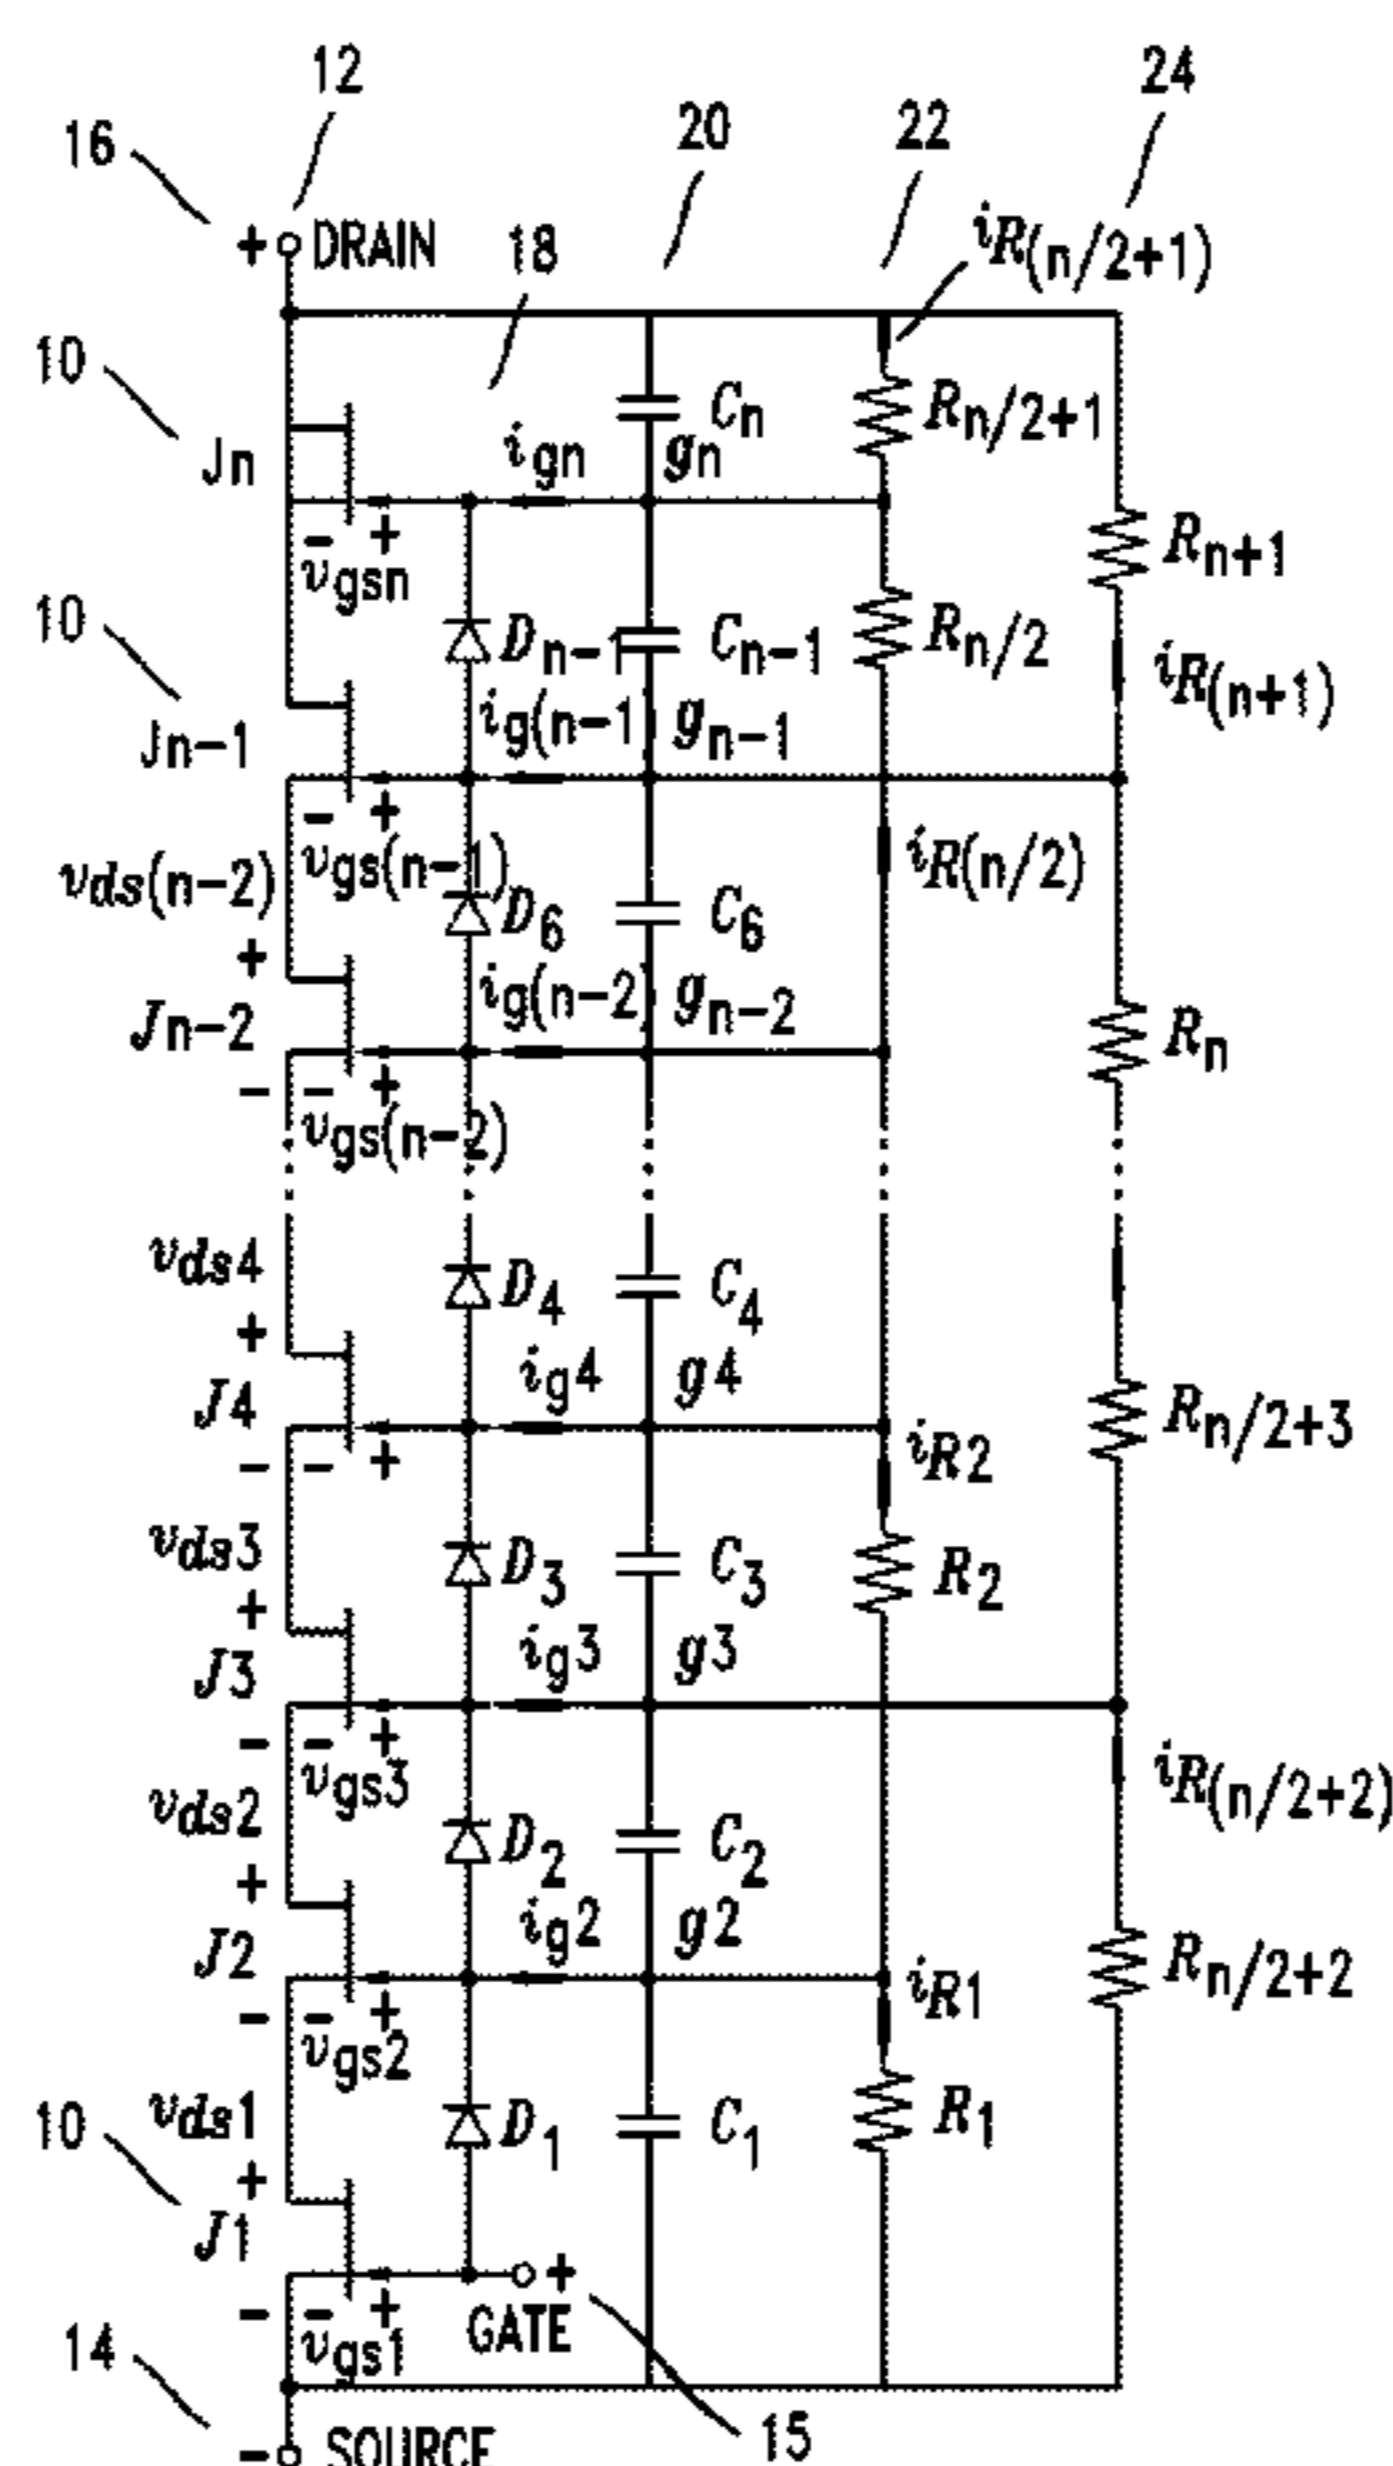 12
24
20
22
16
iR(n/2+1)
+ DRAIN
18
10
Cn
Rn/2+1
Jn
ign
gn
- +
vgsn
Rn+1
10
Dn-1
Cn-1
Rn/2
iR(n+1)
ig(n-1)
gn-1
Jn-1
- +
vds(n-2)
vgs(n-1)
iR(n/2)
D6
C6
+
ig(n-2)
gn-2
Jn-2
Rn
- - +
vgs(n-2)
vds4
D4
C4
+
ig4
g4
J4
Rn/2+3
- - +
iR2
vds3
D3
C3
R2
+
ig3
g3
J3
- - +
vgs3
iR(n/2+2)
vds2
D2
C2
+
ig2
g2
J2
Rn/2+2
- - +
iR1
vgs2
10
vds1
D1
C1
R1
+
J1
+
- - +
GATE
14
vgs1
15
- SOURCE